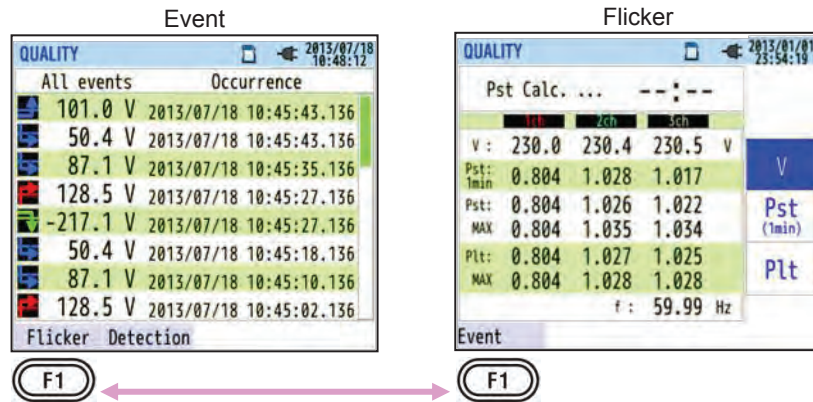 Event
QUALITY 2013/07/18
10:48:12
All events Occurrence
101.0 V 2013/07/18 10:45:43.136
50.4 V 2013/07/18 10:45:43.136
87.1 V 2013/07/18 10:45:35.136
128.5 V 2013/07/18 10:45:27.136
-217.1 V 2013/07/18 10:45:27.136
50.4 V 2013/07/18 10:45:18.136
87.1 V 2013/07/18 10:45:10.136
128.5 V 2013/07/18 10:45:02.136
Flicker Detection
F1
Flicker
QUALITY 2013/01/01
23:54:19
Pst Calc. ... --:--
1ch 2ch 3ch
V : 230.0 230.4 230.5 V
Pst:
1min 0.804 1.028 1.017
Pst: 0.804 1.026 1.022
MAX 0.804 1.035 1.034
Plt: 0.804 1.027 1.025
MAX 0.804 1.028 1.028
f : 59.99 Hz
V
Pst
(1min)
Plt
Event
F1